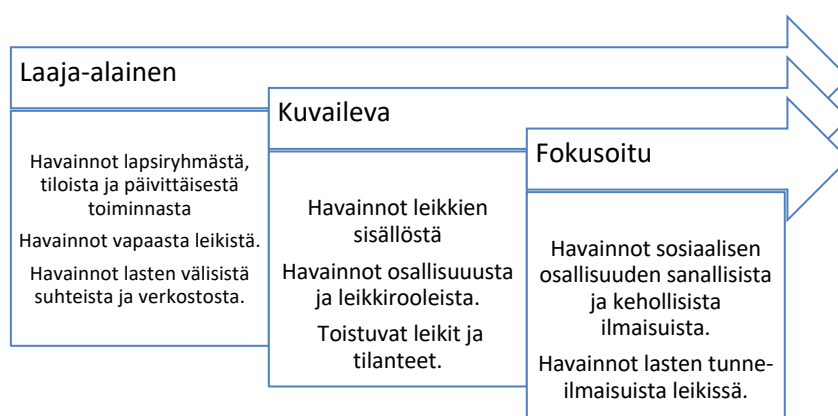 Laaja-alainen
Havainnot lapsiryhmästä,
tiloista ja päivittäisestä
toiminnasta
Havainnot vapaasta leikistä.
Havainnot lasten välisistä
suhteista ja verkostosta.
Kuvaileva
Havainnot leikkien
sisällöstä
Havainnot osallisuuusta
ja leikkirooleista.
Toistuvat leikit ja
tilanteet.
Fokusoitu
Havainnot sosiaalisen
osallisuuden sanallisista
ja kehollisista
ilmaisuista.
Havainnot lasten tunne-
ilmaisuista leikissä.